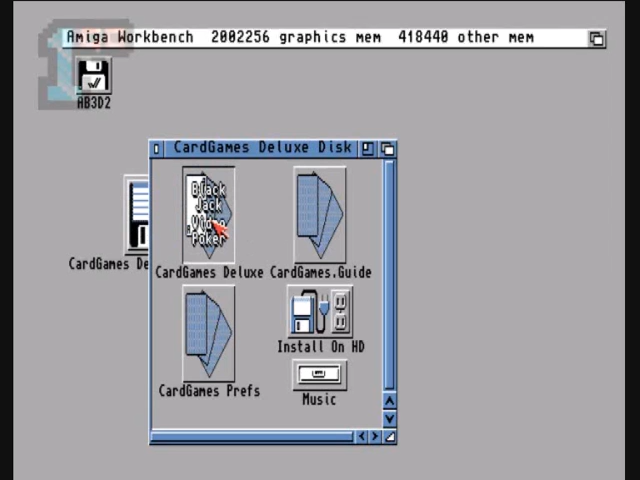 Amiga Workbench 2002256 graphics mem 418440 other mem
AB3D2
CardGames Deluxe Disk
Black
Jack
Video
Poker
CardGames De
CardGames Deluxe
CardGames.Guide
Install On HD
CardGames Prefs
Music